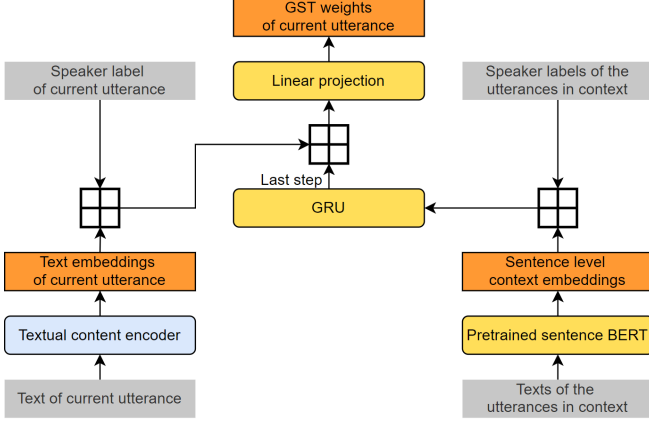 GST weights
of current utterance
Speaker label
of current utterance
Linear projection
Speaker labels of the
utterances in context
Last step
GRU
Text embeddings
of current utterance
Sentence level
context embeddings
Textual content encoder
Pretrained sentence BERT
Text of current utterance
Texts of the
utterances in context